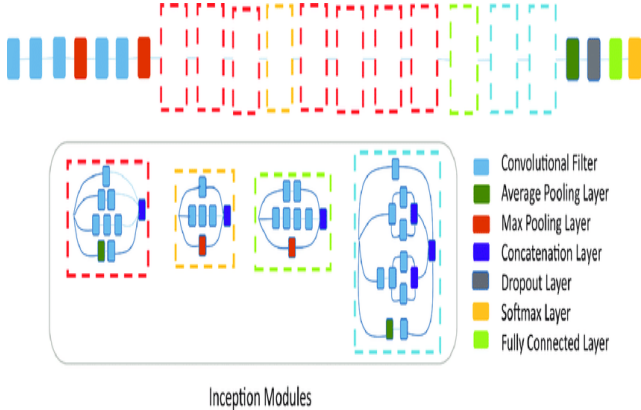 Convolutional Filter
Average Pooling Layer
Max Pooling Layer
Concatenation Layer
Dropout Layer
Softmax Layer
Fully Connected Layer
Inception Modules